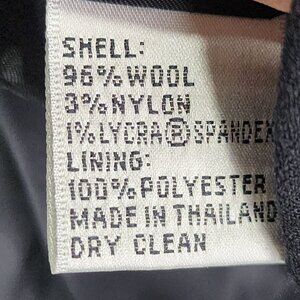 SHELL:
96% WOOL
3% NYLON
1% LYCRA® SPANDEX
LINING:
100% POLYESTER
MADE IN THAILAND
DRY CLEAN